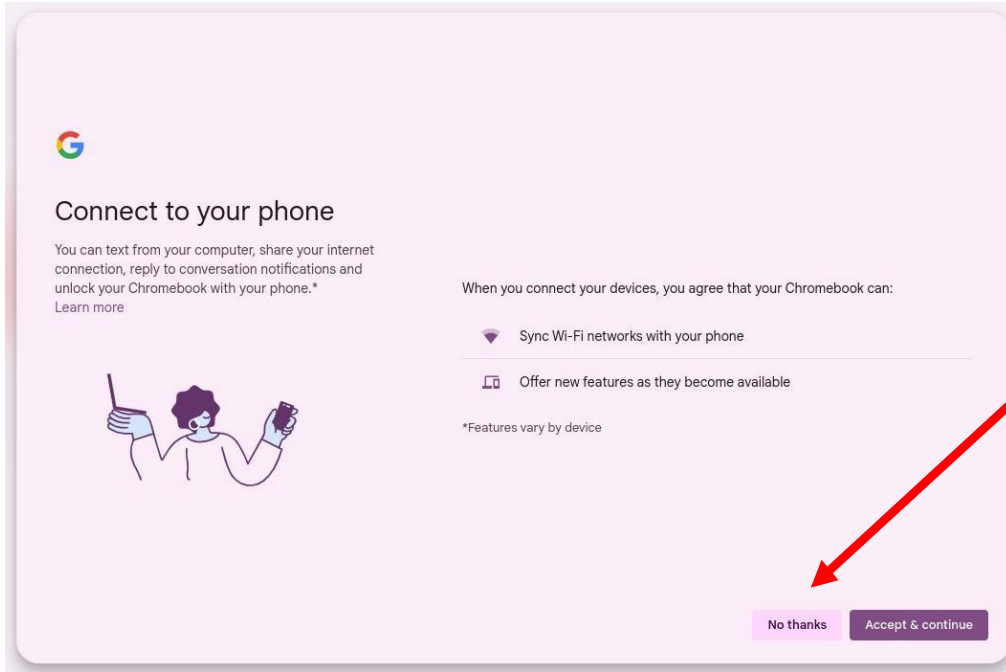 Connect to your phone
You can text from your computer, share your internet
connection, reply to conversation notifications and
unlock your Chromebook with your phone.*
Learn more
When you connect your devices, you agree that your Chromebook can:
Sync Wi-Fi networks with your phone
Offer new features as they become available
*Features vary by device
No thanks
Accept & continue